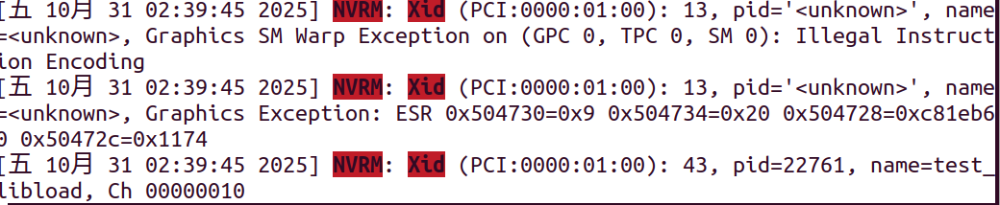 [五 10月 31 02:39:45 2025] NVRM: Xid (PCI:0000:01:00): 13, pid='<unknown>', name
=<unknown>, Graphics SM Warp Exception on (GPC 0, TPC 0, SM 0): Illegal Instruct
ion Encoding
[五 10月 31 02:39:45 2025] NVRM: Xid (PCI:0000:01:00): 13, pid='<unknown>', name
=<unknown>, Graphics Exception: ESR 0x504730=0x9 0x504734=0x20 0x504728=0xc81eb6
0 0x50472c=0x1174
[五 10月 31 02:39:45 2025] NVRM: Xid (PCI:0000:01:00): 43, pid=22761, name=test_
libload, Ch 00000010